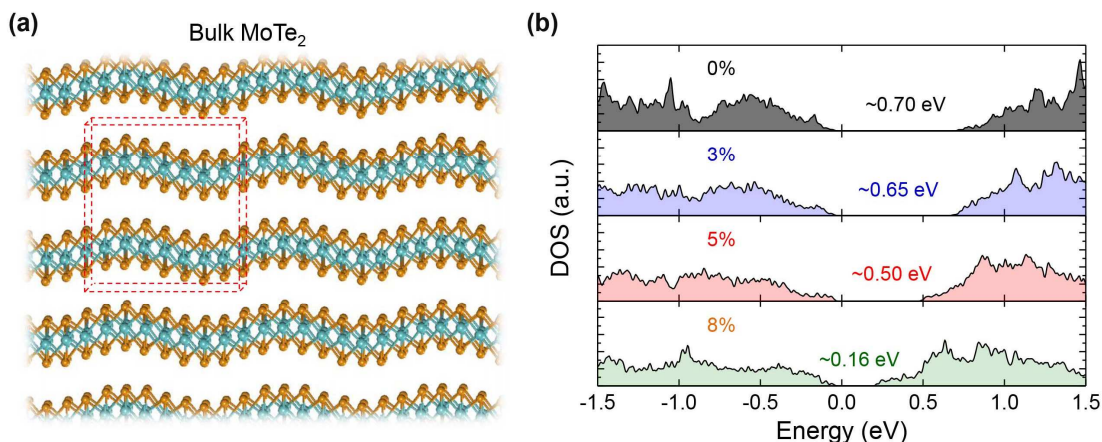 (a)
Bulk MoTe₂
(b)
0%
~0.70 eV
3%
~0.65 eV
5%
~0.50 eV
8%
~0.16 eV
DOS (a.u.)
-1.5 -1.0 -0.5 0.0 0.5 1.0 1.5
Energy (eV)